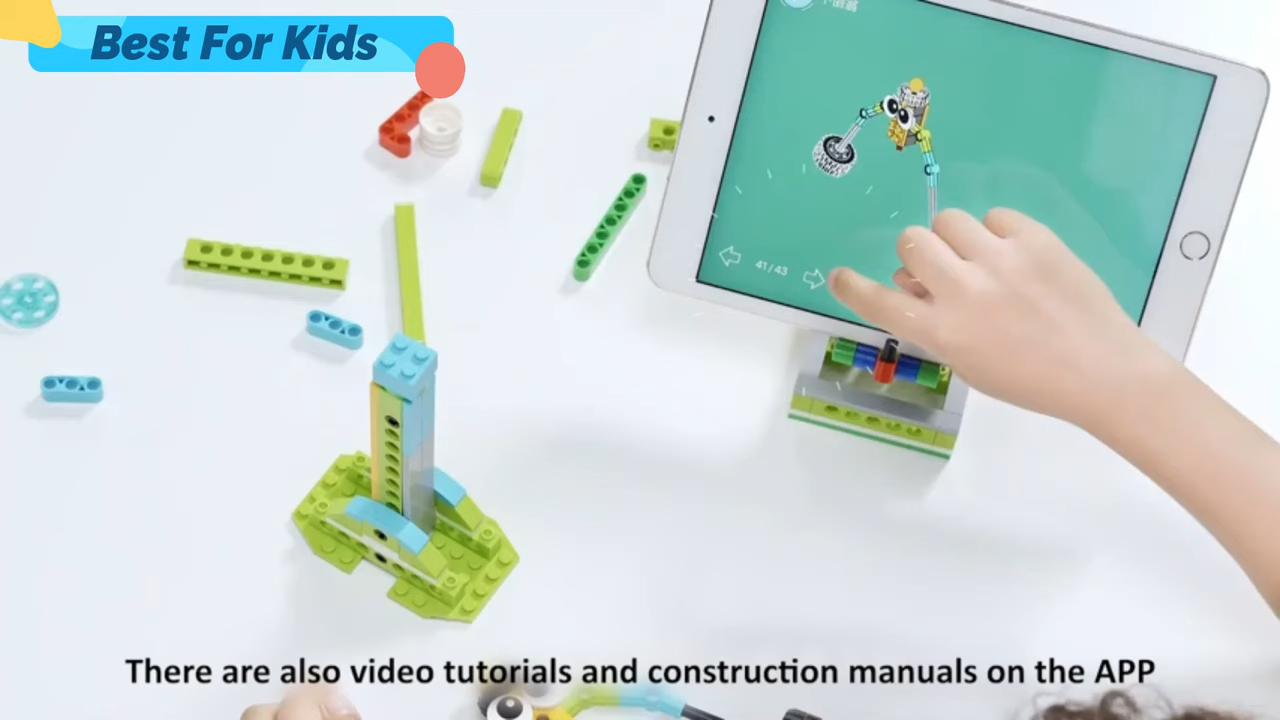 Best For Kids
41/43
There are also video tutorials and construction manuals on the APP